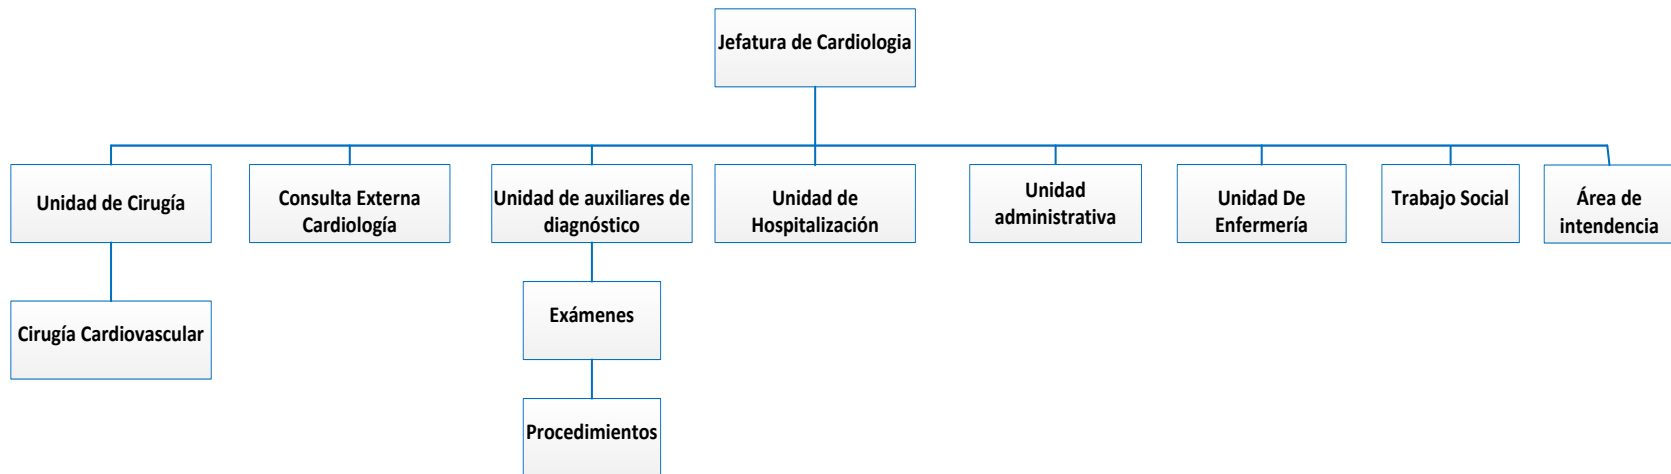 Jefatura de Cardiologia
Unidad de Cirugía
Consulta Externa
Cardiología
Unidad de auxiliares de
diagnóstico
Unidad de
Hospitalización
Unidad
administrativa
Unidad De
Enfermería
Trabajo Social
Área de
intendencia
Cirugía Cardiovascular
Exámenes
Procedimientos